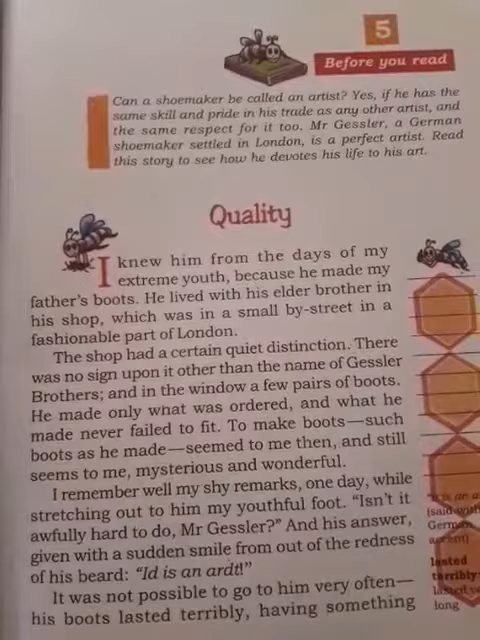 5
Before you read
Can a shoemaker be called an artist? Yes, if he has the
same skill and pride in his trade as any other artist, and
the same respect for it too. Mr Gessler, a German
shoemaker settled in London, is a perfect artist. Read
this story to see how he devotes his life to his art.
Quality
I knew him from the days of my
extreme youth, because he made my
father's boots. He lived with his elder brother in
his shop, which was in a small by-street in a
fashionable part of London.
The shop had a certain quiet distinction. There
was no sign upon it other than the name of Gessler
Brothers; and in the window a few pairs of boots.
He made only what was ordered, and what he
made never failed to fit. To make boots—such
boots as he made—seemed to me then, and still
seems to me, mysterious and wonderful.
I remember well my shy remarks, one day, while
stretching out to him my youthful foot. “Isn't it
awfully hard to do, Mr Gessler?” And his answer,
given with a sudden smile from out of the redness
of his beard: “Id is an ardt!”
It was not possible to go to him very often—
his boots lasted terribly, having something
"It is an a
(said with
German
accent)
lasted
terribly:
lasted
long